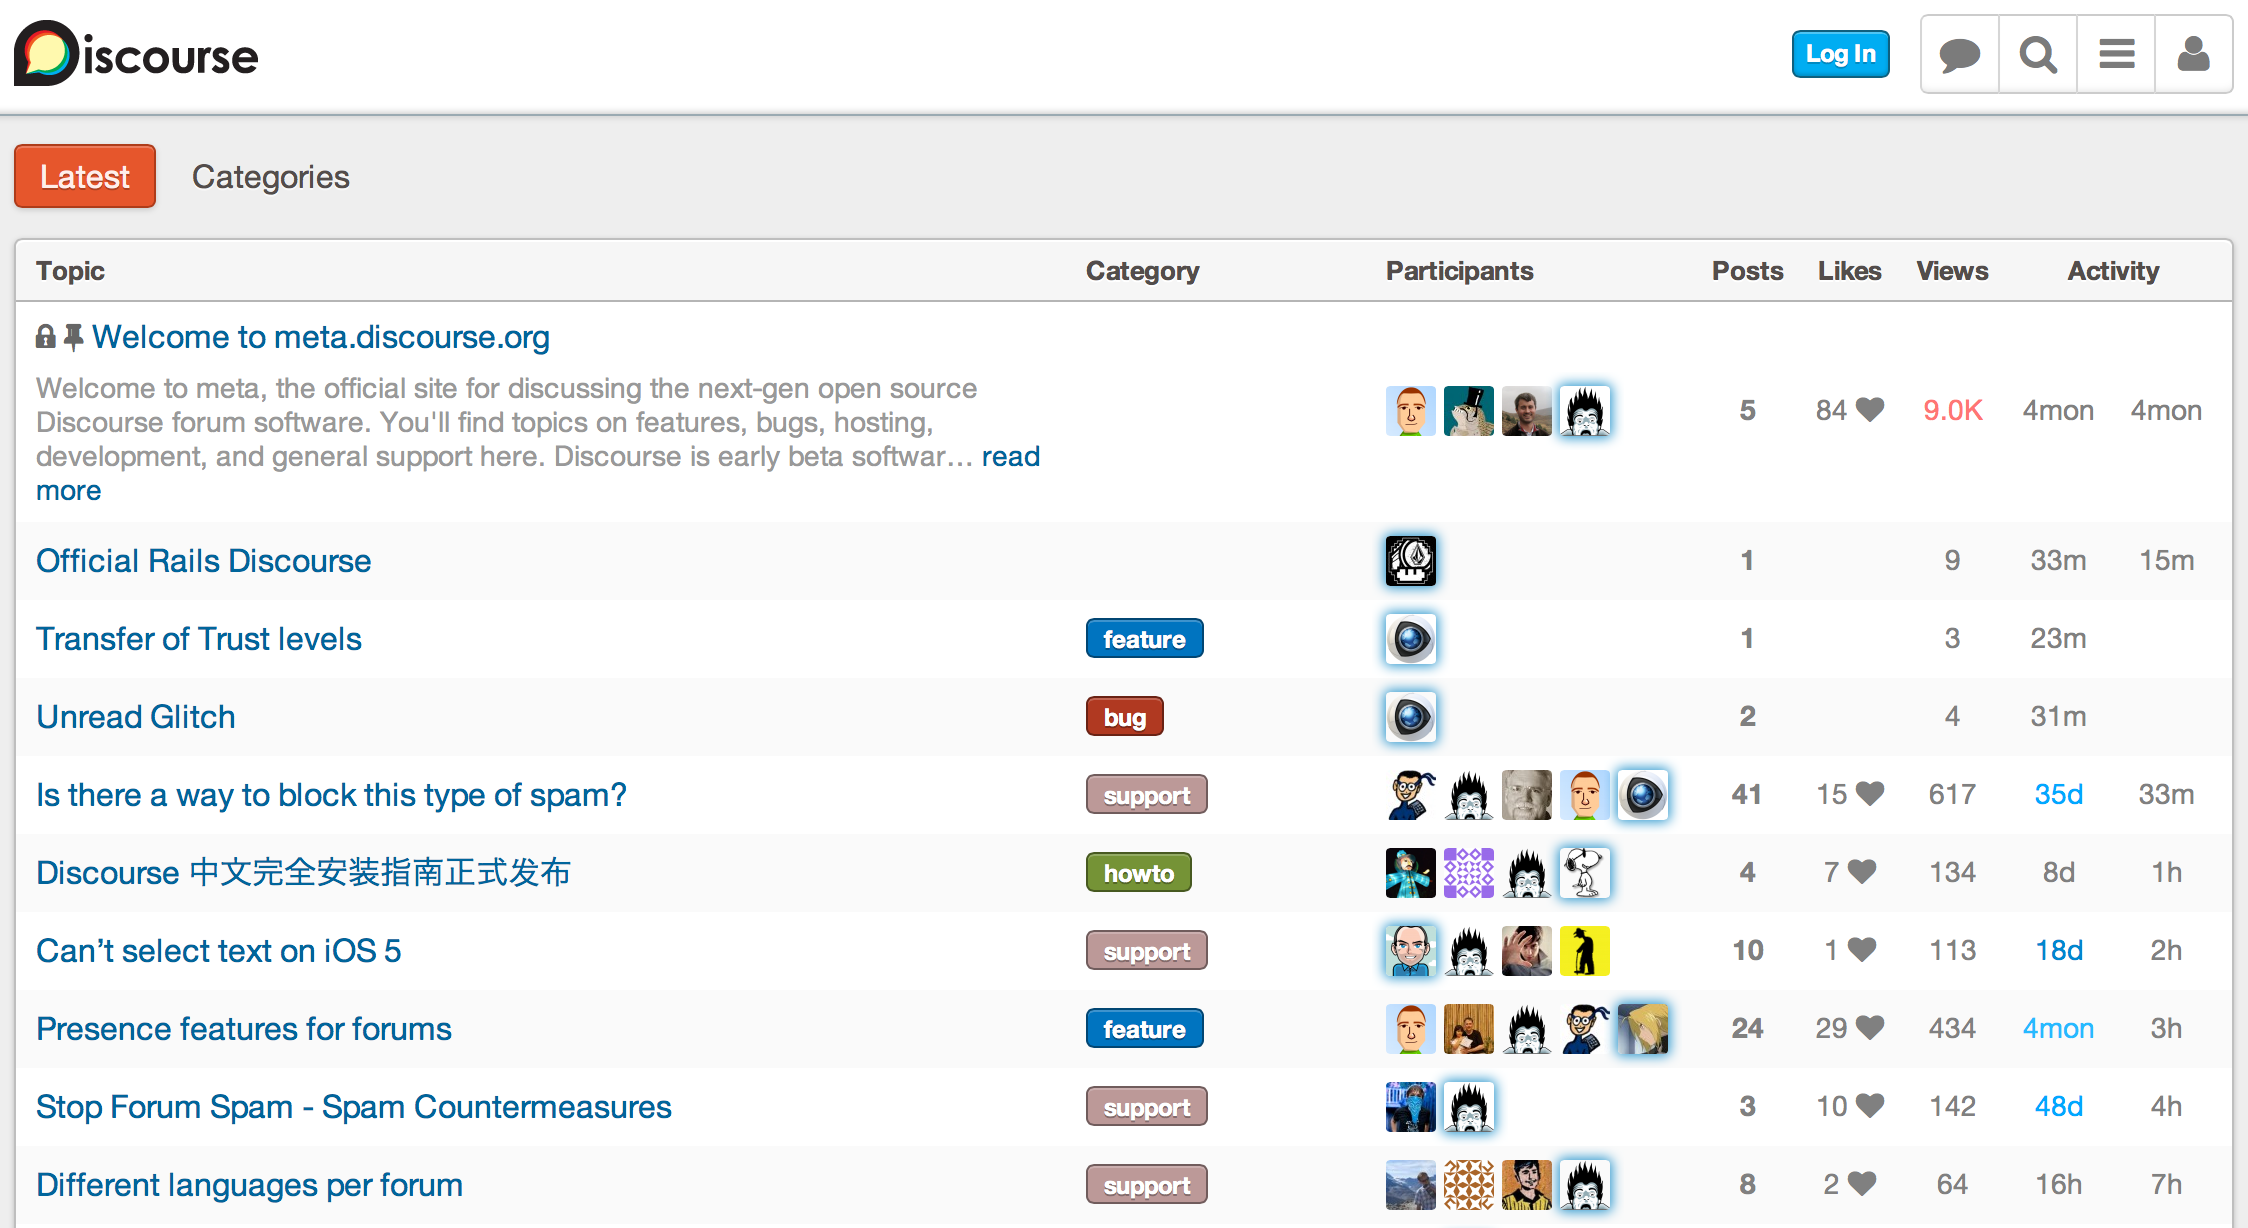 Discourse
Log In
Latest Categories
Topic Category Participants Posts Likes Views Activity
Welcome to meta.discourse.org
Welcome to meta, the official site for discussing the next-gen open source
Discourse forum software. You'll find topics on features, bugs, hosting,
development, and general support here. Discourse is early beta softwar… read
more
5 84 9.0K 4mon 4mon
Official Rails Discourse 1 9 33m 15m
Transfer of Trust levels feature 1 3 23m
Unread Glitch bug 2 4 31m
Is there a way to block this type of spam? support 41 15 617 35d 33m
Discourse 中文完全安装指南正式发布 howto 4 7 134 8d 1h
Can’t select text on iOS 5 support 10 1 113 18d 2h
Presence features for forums feature 24 29 434 4mon 3h
Stop Forum Spam - Spam Countermeasures support 3 10 142 48d 4h
Different languages per forum support 8 2 64 16h 7h